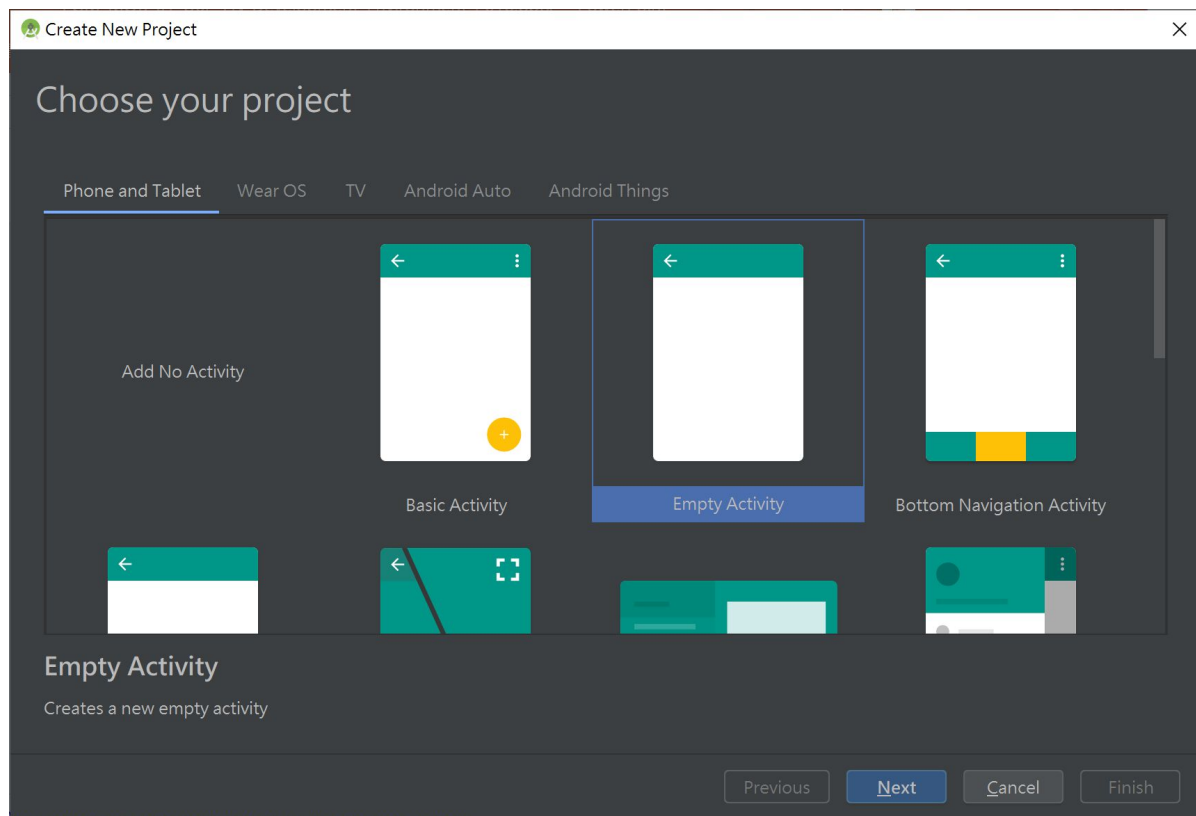 Create New Project
Choose your project
Phone and Tablet Wear OS TV Android Auto Android Things
Add No Activity
Basic Activity Empty Activity Bottom Navigation Activity
Empty Activity
Creates a new empty activity
Previous Next Cancel Finish